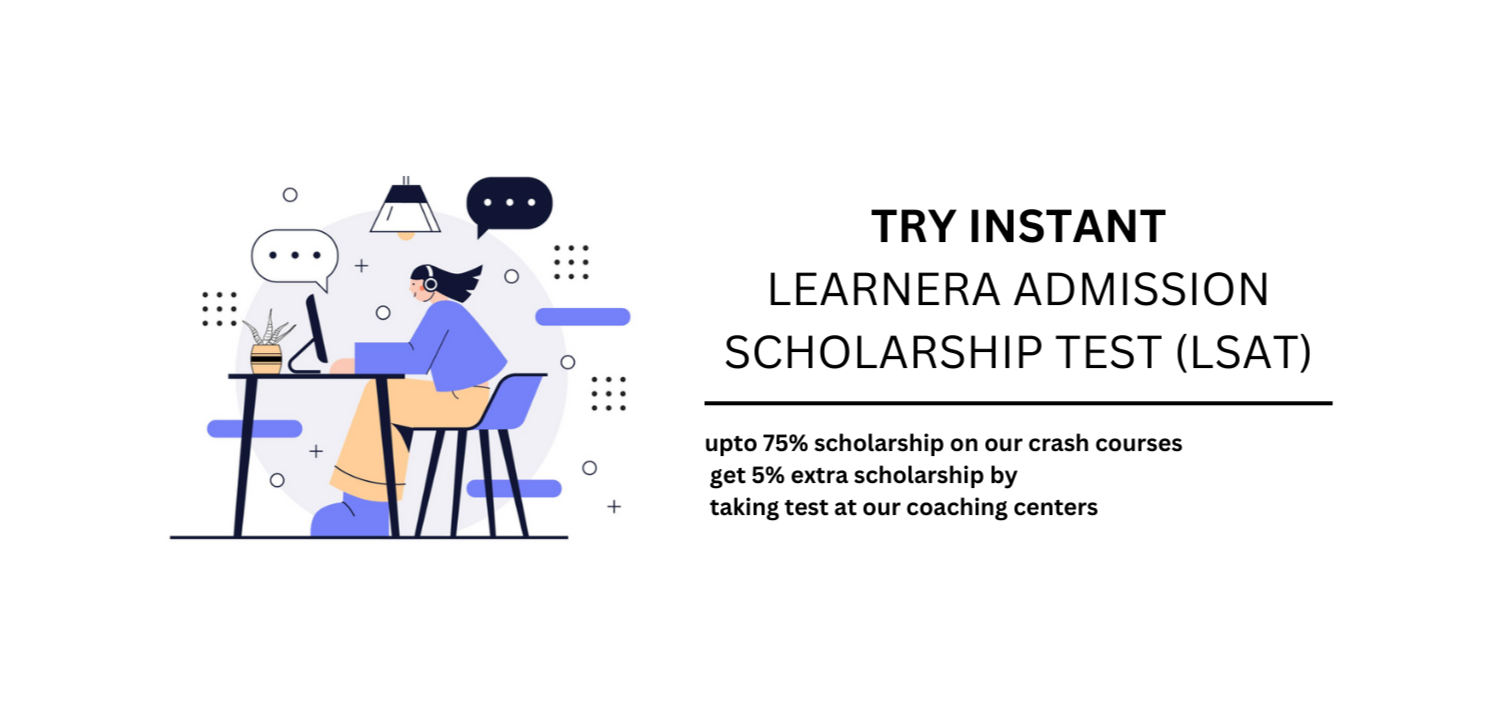 TRY INSTANT
LEARNERA ADMISSION
SCHOLARSHIP TEST (LSAT)
upto 75% scholarship on our crash courses
get 5% extra scholarship by
taking test at our coaching centers